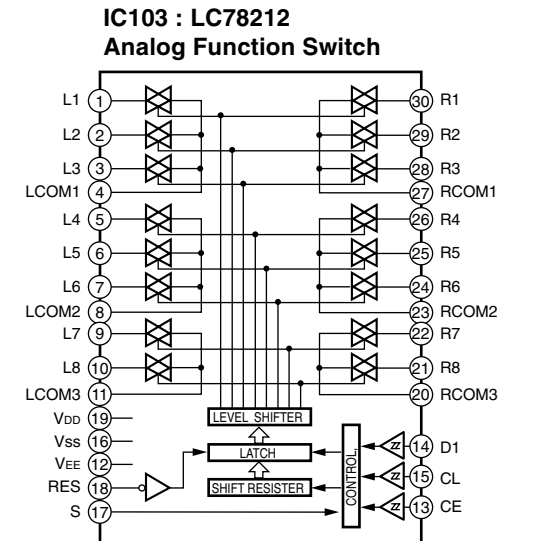 IC103 : LC78212
Analog Function Switch
L1 1 30 R1
L2 2 29 R2
L3 3 28 R3
LCOM1 4 27 RCOM1
L4 5 26 R4
L5 6 25 R5
L6 7 24 R6
LCOM2 8 23 RCOM2
L7 9 22 R7
L8 10 21 R8
LCOM3 11 20 RCOM3
VDD 19 LEVEL SHIFTER
VSS 16 LATCH CONTROL 14 D1
VEE 12 15 CL
RES 18 SHIFT RESISTER
S 17 13 CE